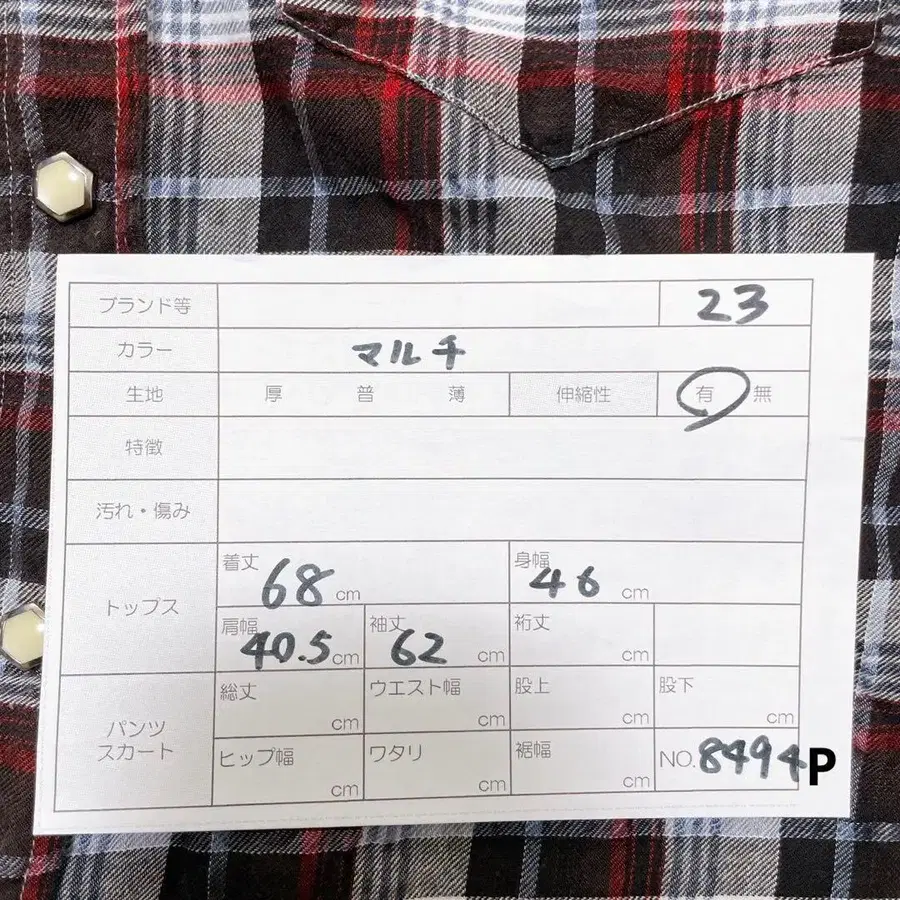 ブランド等 23
カラー マルチ
生地 厚 普 薄 伸縮性 有 無
特徴
汚れ・傷み
トップス
着丈 68 cm 身幅 46 cm
肩幅 40.5 cm 袖丈 62 cm 裄丈 cm
パンツ
スカート
総丈 cm ウエスト幅 cm 股上 cm 股下 cm
ヒップ幅 cm ワタリ cm 裾幅 cm NO. 8494P